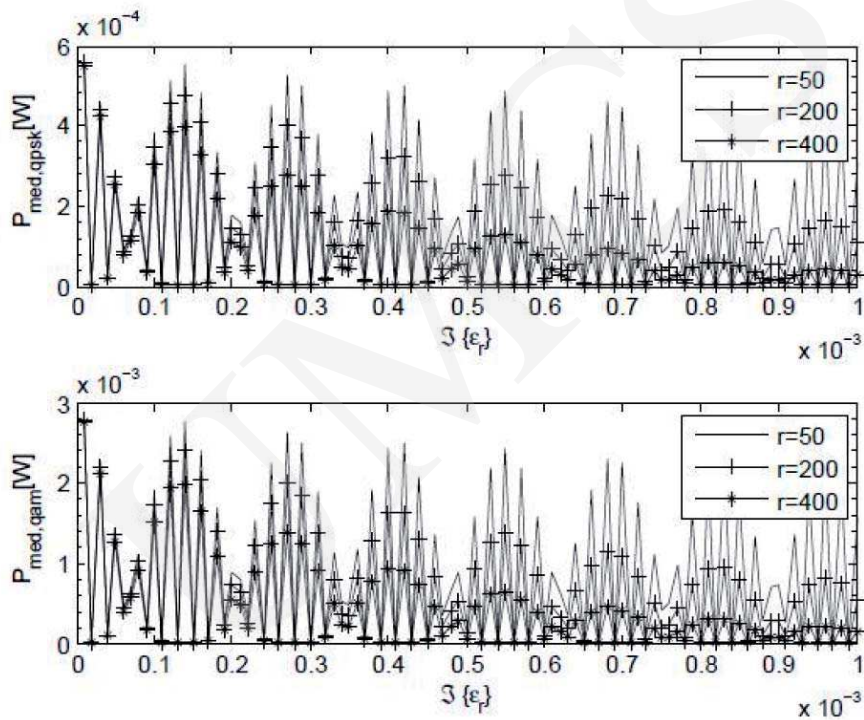 x 10⁻⁴
6
4
2
0
P_med,qpsk[W]
r=50
r=200
r=400
0 0.1 0.2 0.3 0.4 0.5 0.6 0.7 0.8 0.9 1
ℑ {ε_r}
x 10⁻³
x 10⁻³
3
2
1
0
P_med,qam[W]
r=50
r=200
r=400
0 0.1 0.2 0.3 0.4 0.5 0.6 0.7 0.8 0.9 1
ℑ {ε_r}
x 10⁻³
UMCS